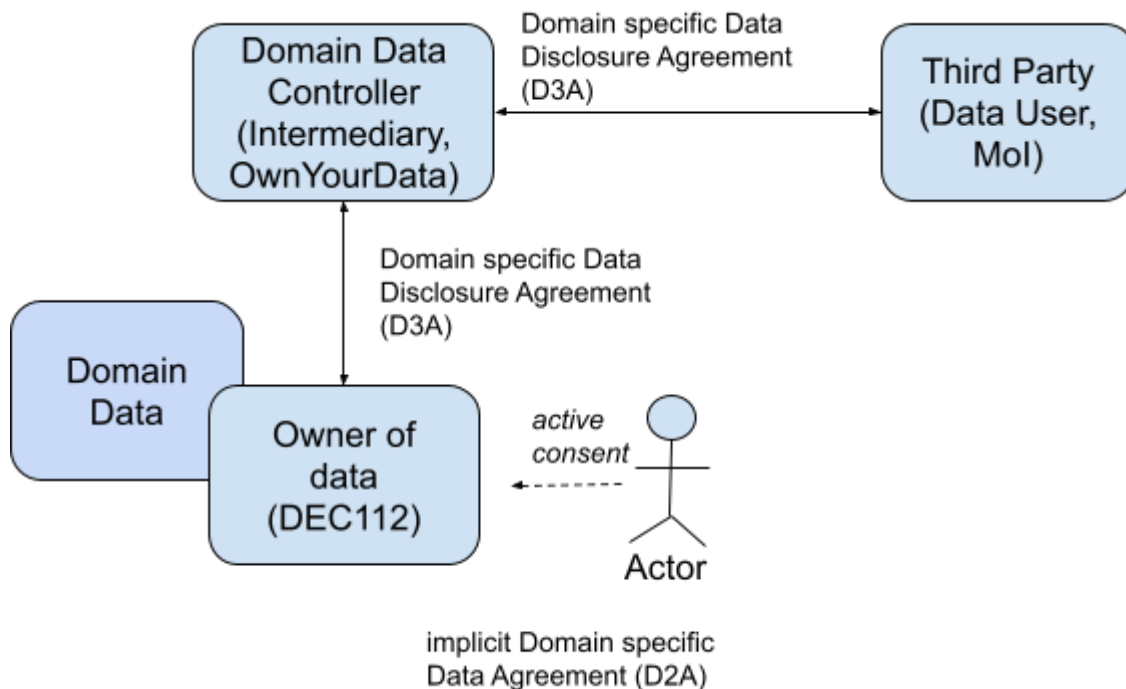 Domain Data
Controller
(Intermediary,
OwnYourData)
Domain specific Data
Disclosure Agreement
(D3A)
Third Party
(Data User,
MoI)
Domain specific Data
Disclosure Agreement
(D3A)
Domain
Data
Owner of
data
(DEC112)
active
consent
Actor
implicit Domain specific
Data Agreement (D2A)